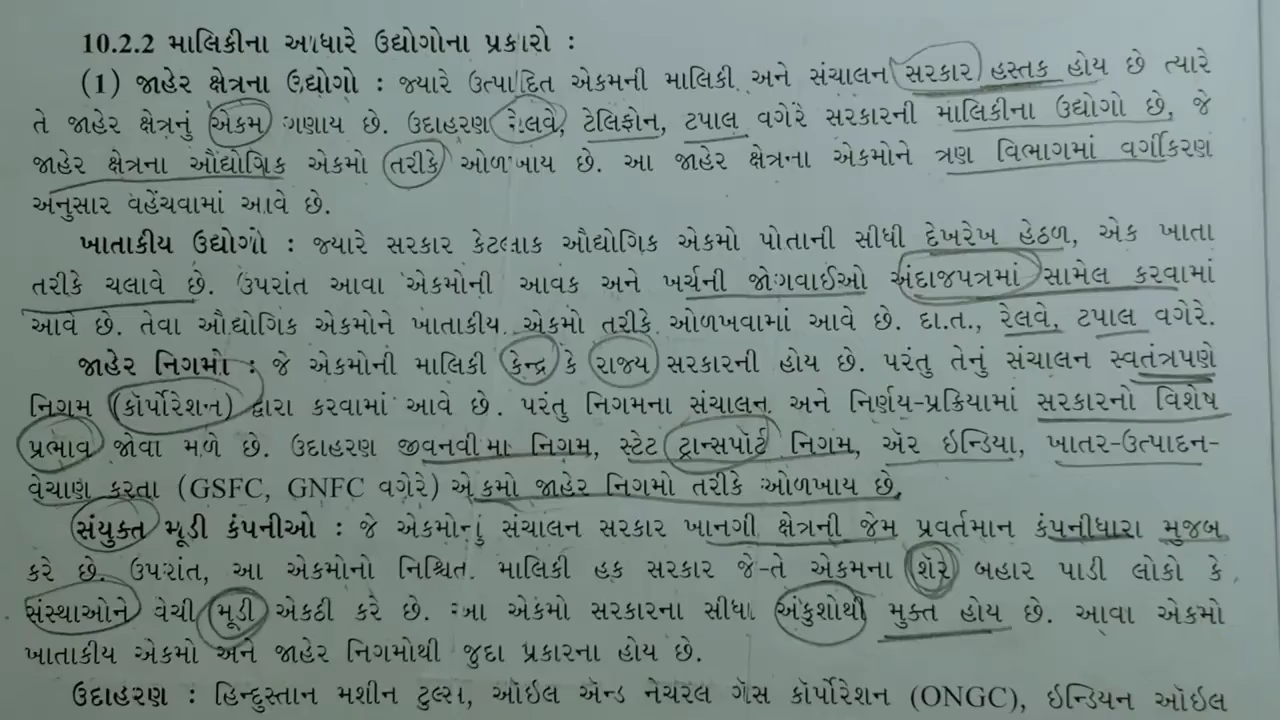 10.2.2 માલિકીના આધારે ઉદ્યોગોના પ્રકારો :
(1) જાહેર ક્ષેત્રના ઉદ્યોગો : જ્યારે ઉત્પાદિત એકમની માલિકી અને સંચાલન સરકાર હસ્તક હોય છે ત્યારે
તે જાહેર ક્ષેત્રનું એકમ ગણાય છે. ઉદાહરણ રેલવે, ટેલિફોન, ટપાલ વગેરે સરકારની માલિકીના ઉદ્યોગો છે, જે
જાહેર ક્ષેત્રના ઔદ્યોગિક એકમો તરીકે ઓળખાય છે. આ જાહેર ક્ષેત્રના એકમોને ત્રણ વિભાગમાં વર્ગીકરણ
અનુસાર વહેંચવામાં આવે છે.
ખાતાકીય ઉદ્યોગો : જ્યારે સરકાર કેટલાક ઔદ્યોગિક એકમો પોતાની સીધી દેખરેખ હેઠળ, એક ખાતા
તરીકે ચલાવે છે. ઉપરાંત આવા એકમોની આવક અને ખર્ચની જોગવાઈઓ અંદાજપત્રમાં સામેલ કરવામાં
આવે છે. તેવા ઔદ્યોગિક એકમોને ખાતાકીય એકમો તરીકે ઓળખવામાં આવે છે. દા.ત., રેલવે, ટપાલ વગેરે.
જાહેર નિગમો : જે એકમોની માલિકી કેન્દ્ર કે રાજ્ય સરકારની હોય છે. પરંતુ તેનું સંચાલન સ્વતંત્રપણે
નિગમ (કૉર્પોરેશન) દ્વારા કરવામાં આવે છે. પરંતુ નિગમના સંચાલન અને નિર્ણય-પ્રક્રિયામાં સરકારનો વિશેષ
પ્રભાવ જોવા મળે છે. ઉદાહરણ જીવનવીમા નિગમ, સ્ટેટ ટ્રાન્સપૉર્ટ નિગમ, ઍર ઇન્ડિયા, ખાતર-ઉત્પાદન-
વેચાણ કરતા (GSFC, GNFC વગેરે) એકમો જાહેર નિગમો તરીકે ઓળખાય છે.
સંયુક્ત મૂડી કંપનીઓ : જે એકમોનું સંચાલન સરકાર ખાનગી ક્ષેત્રની જેમ પ્રવર્તમાન કંપનીધારા મુજબ
કરે છે. ઉપરાંત, આ એકમોનો નિશ્ચિત માલિકી હક સરકાર જે-તે એકમના શૅર બહાર પાડી લોકો કે
સંસ્થાઓને વેચી મૂડી એકઠી કરે છે. આ એકમો સરકારના સીધા અંકુશોથી મુક્ત હોય છે. આવા એકમો
ખાતાકીય એકમો અને જાહેર નિગમોથી જુદા પ્રકારના હોય છે.
ઉદાહરણ : હિન્દુસ્તાન મશીન ટુલ્સ, ઑઇલ ઍન્ડ નેચરલ ગૅસ કૉર્પોરેશન (ONGC), ઇન્ડિયન ઑઇલ